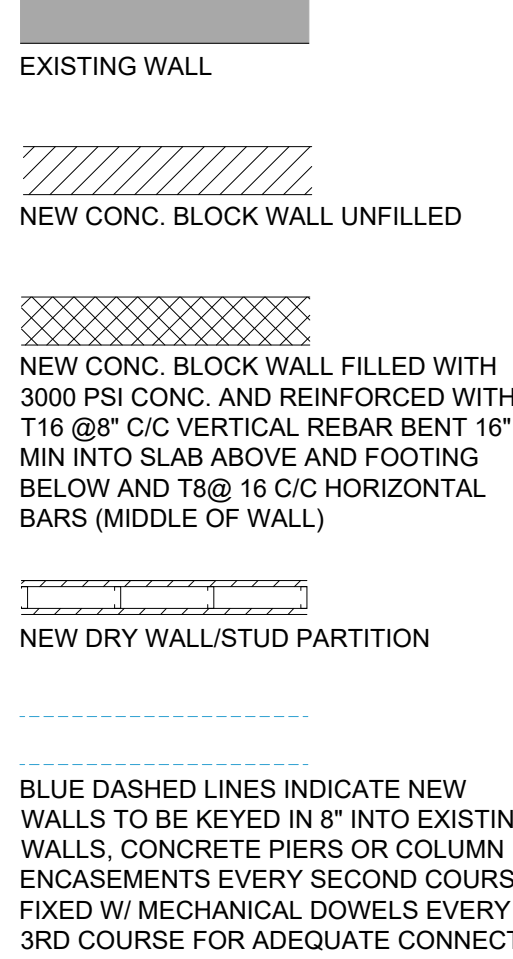 EXISTING WALL
NEW CONC. BLOCK WALL UNFILLED
NEW CONC. BLOCK WALL FILLED WITH
3000 PSI CONC. AND REINFORCED WITH
T16 @8" C/C VERTICAL REBAR BENT 16"
MIN INTO SLAB ABOVE AND FOOTING
BELOW AND T8@ 16 C/C HORIZONTAL
BARS (MIDDLE OF WALL)
NEW DRY WALL/STUD PARTITION
BLUE DASHED LINES INDICATE NEW
WALLS TO BE KEYED IN 8" INTO EXISTIN
WALLS, CONCRETE PIERS OR COLUMN
ENCASEMENTS EVERY SECOND COURS
FIXED W/ MECHANICAL DOWELS EVERY
3RD COURSE FOR ADEQUATE CONNECT